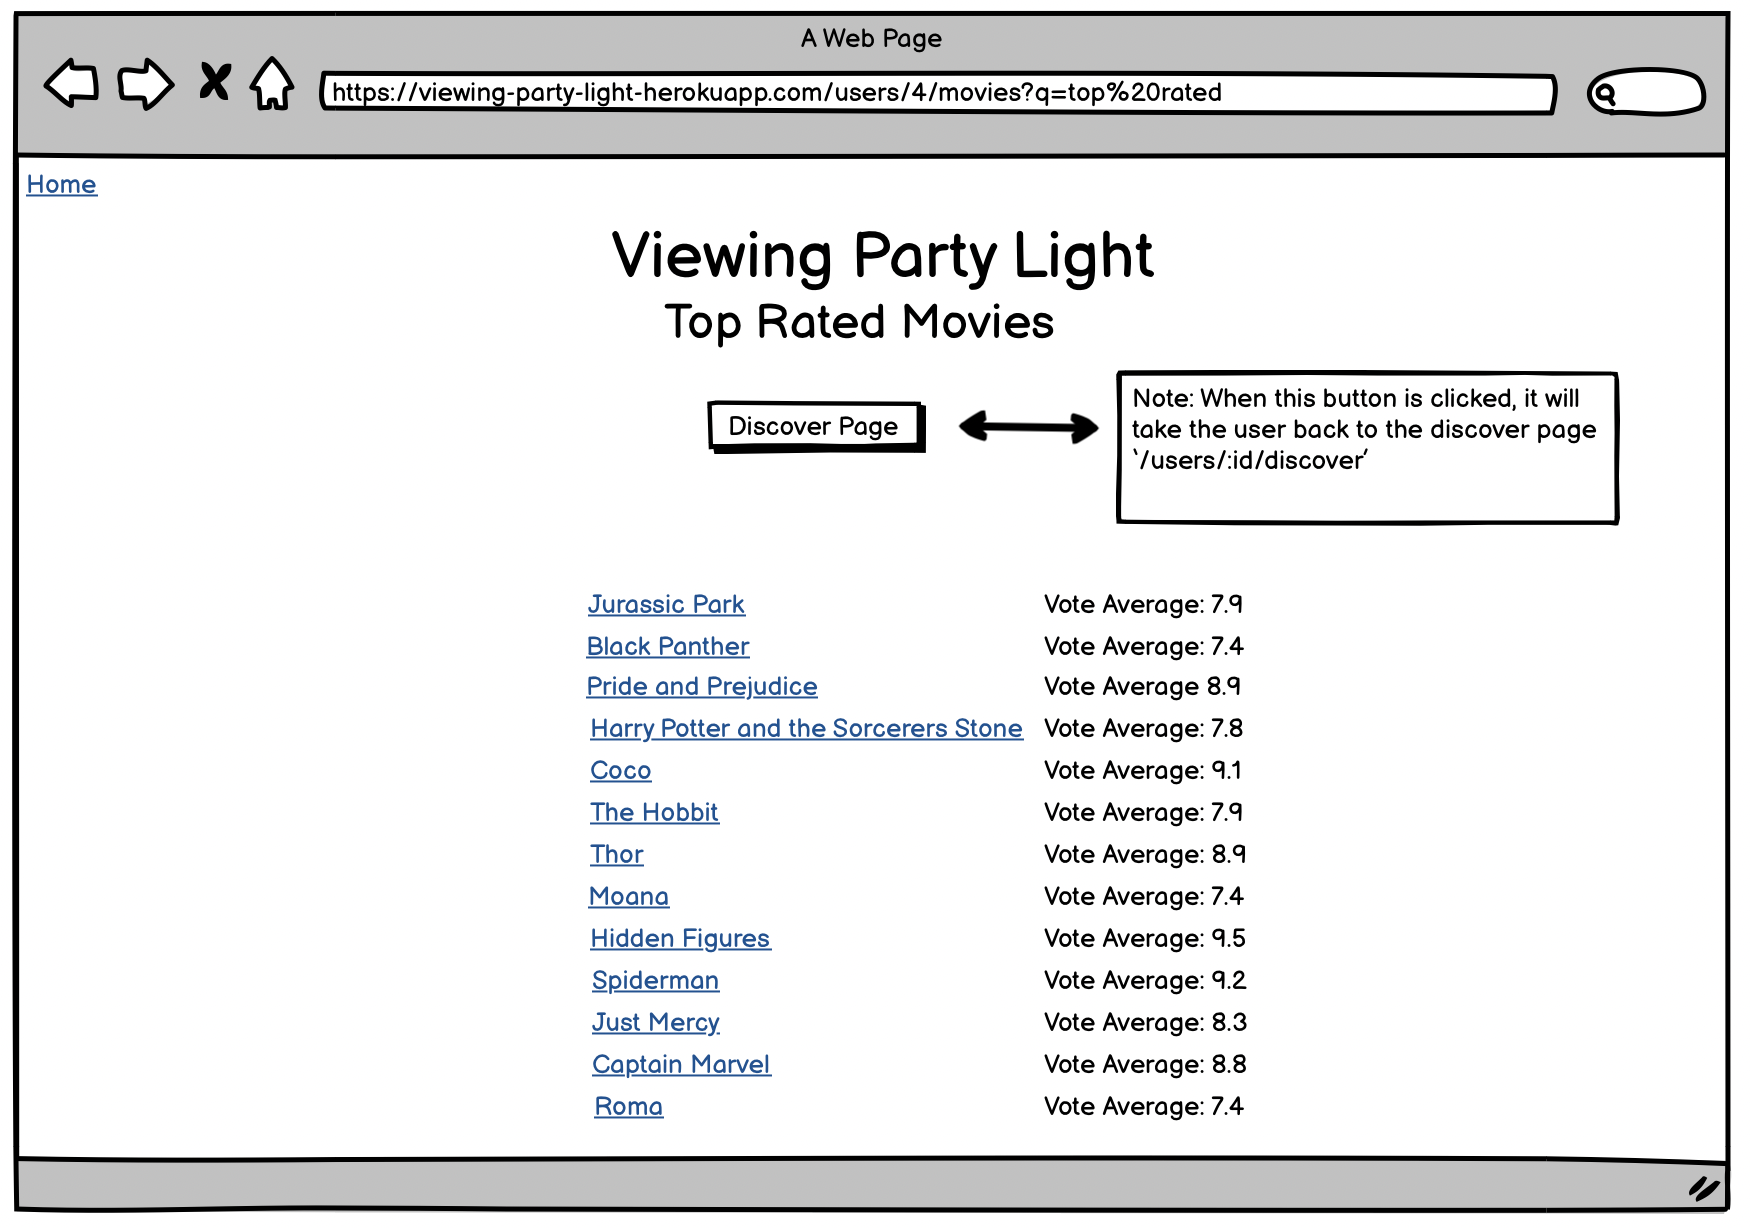 A Web Page
https://viewing-party-light-herokuapp.com/users/4/movies?q=top%20rated
Home
Viewing Party Light
Top Rated Movies
Discover Page
Note: When this button is clicked, it will
take the user back to the discover page
`/users/:id/discover`
Jurassic Park Vote Average: 7.9
Black Panther Vote Average: 7.4
Pride and Prejudice Vote Average 8.9
Harry Potter and the Sorcerers Stone Vote Average: 7.8
Coco Vote Average: 9.1
The Hobbit Vote Average: 7.9
Thor Vote Average: 8.9
Moana Vote Average: 7.4
Hidden Figures Vote Average: 9.5
Spiderman Vote Average: 9.2
Just Mercy Vote Average: 8.3
Captain Marvel Vote Average: 8.8
Roma Vote Average: 7.4